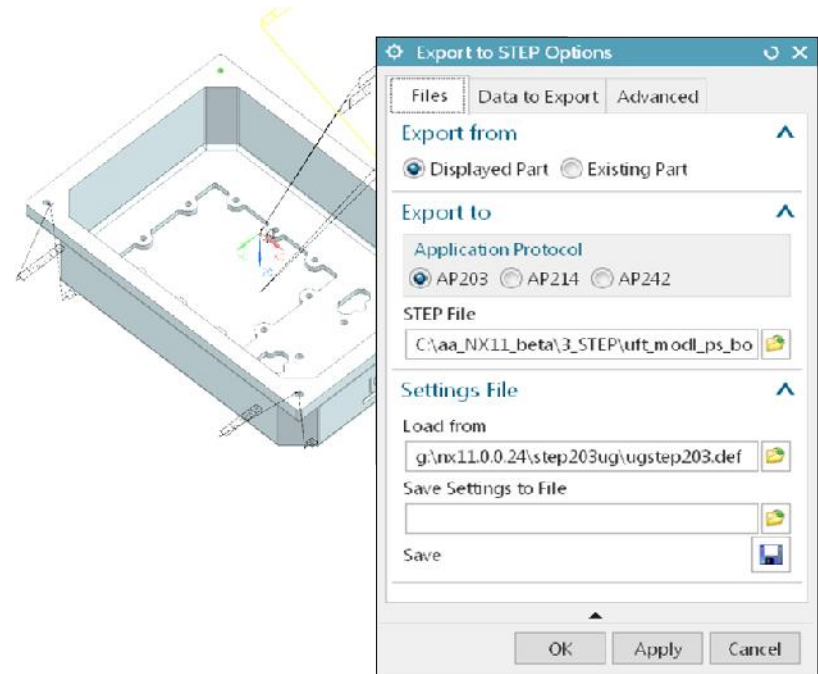 Export to STEP Options
Files Data to Export Advanced
Export from
Displayed Part Existing Part
Export to
Application Protocol
AP203 AP214 AP242
STEP File
C:\aa_NX11_beta\3_STEP\uft_modl_ps_bo
Settings File
Load from
g:\nx11.0.0.24\step203ug\ugstep203.def
Save Settings to File
Save
OK Apply Cancel